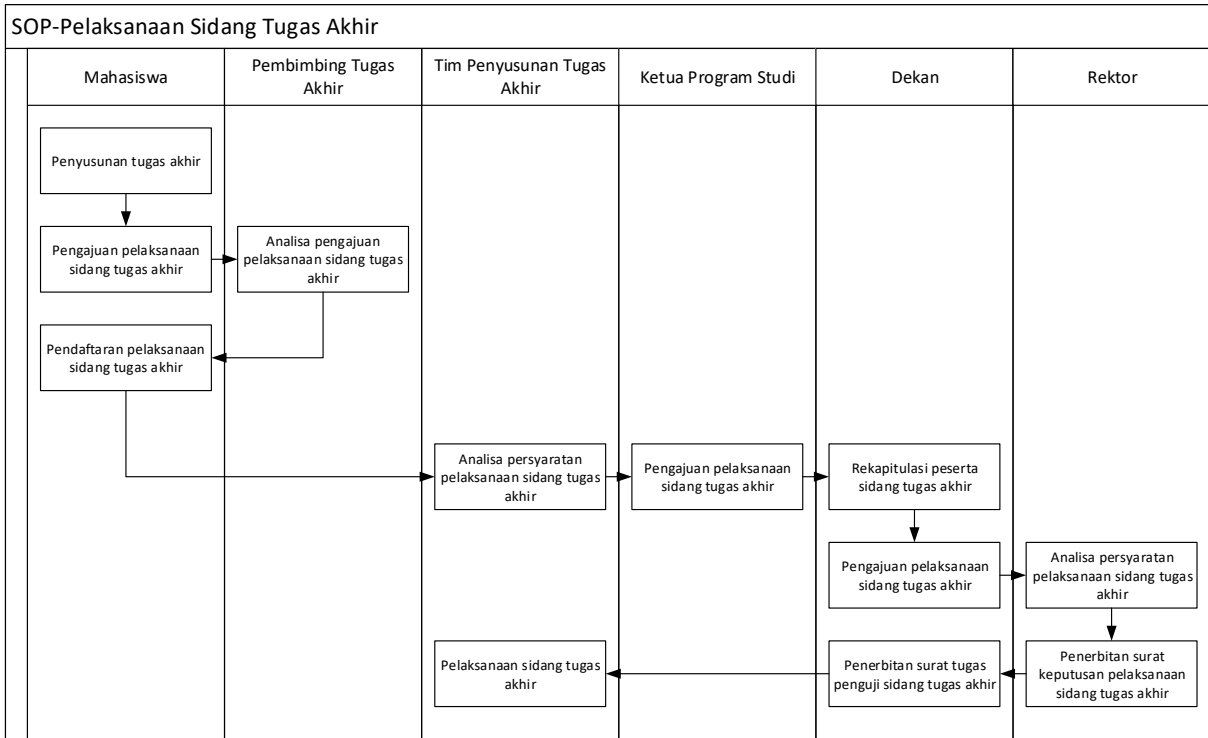 SOP-Pelaksanaan Sidang Tugas Akhir
Mahasiswa
Pembimbing Tugas
Akhir
Tim Penyusunan Tugas
Akhir
Ketua Program Studi
Dekan
Rektor
Penyusunan tugas akhir
Pengajuan pelaksanaan
sidang tugas akhir
Analisa pengajuan
pelaksanaan sidang tugas
akhir
Pendaftaran pelaksanaan
sidang tugas akhir
Analisa persyaratan
pelaksanaan sidang tugas
akhir
Pengajuan pelaksanaan
sidang tugas akhir
Rekapitulasi peserta
sidang tugas akhir
Pengajuan pelaksanaan
sidang tugas akhir
Analisa persyaratan
pelaksanaan sidang tugas
akhir
Pelaksanaan sidang tugas
akhir
Penerbitan surat tugas
penguji sidang tugas akhir
Penerbitan surat
keputusan pelaksanaan
sidang tugas akhir